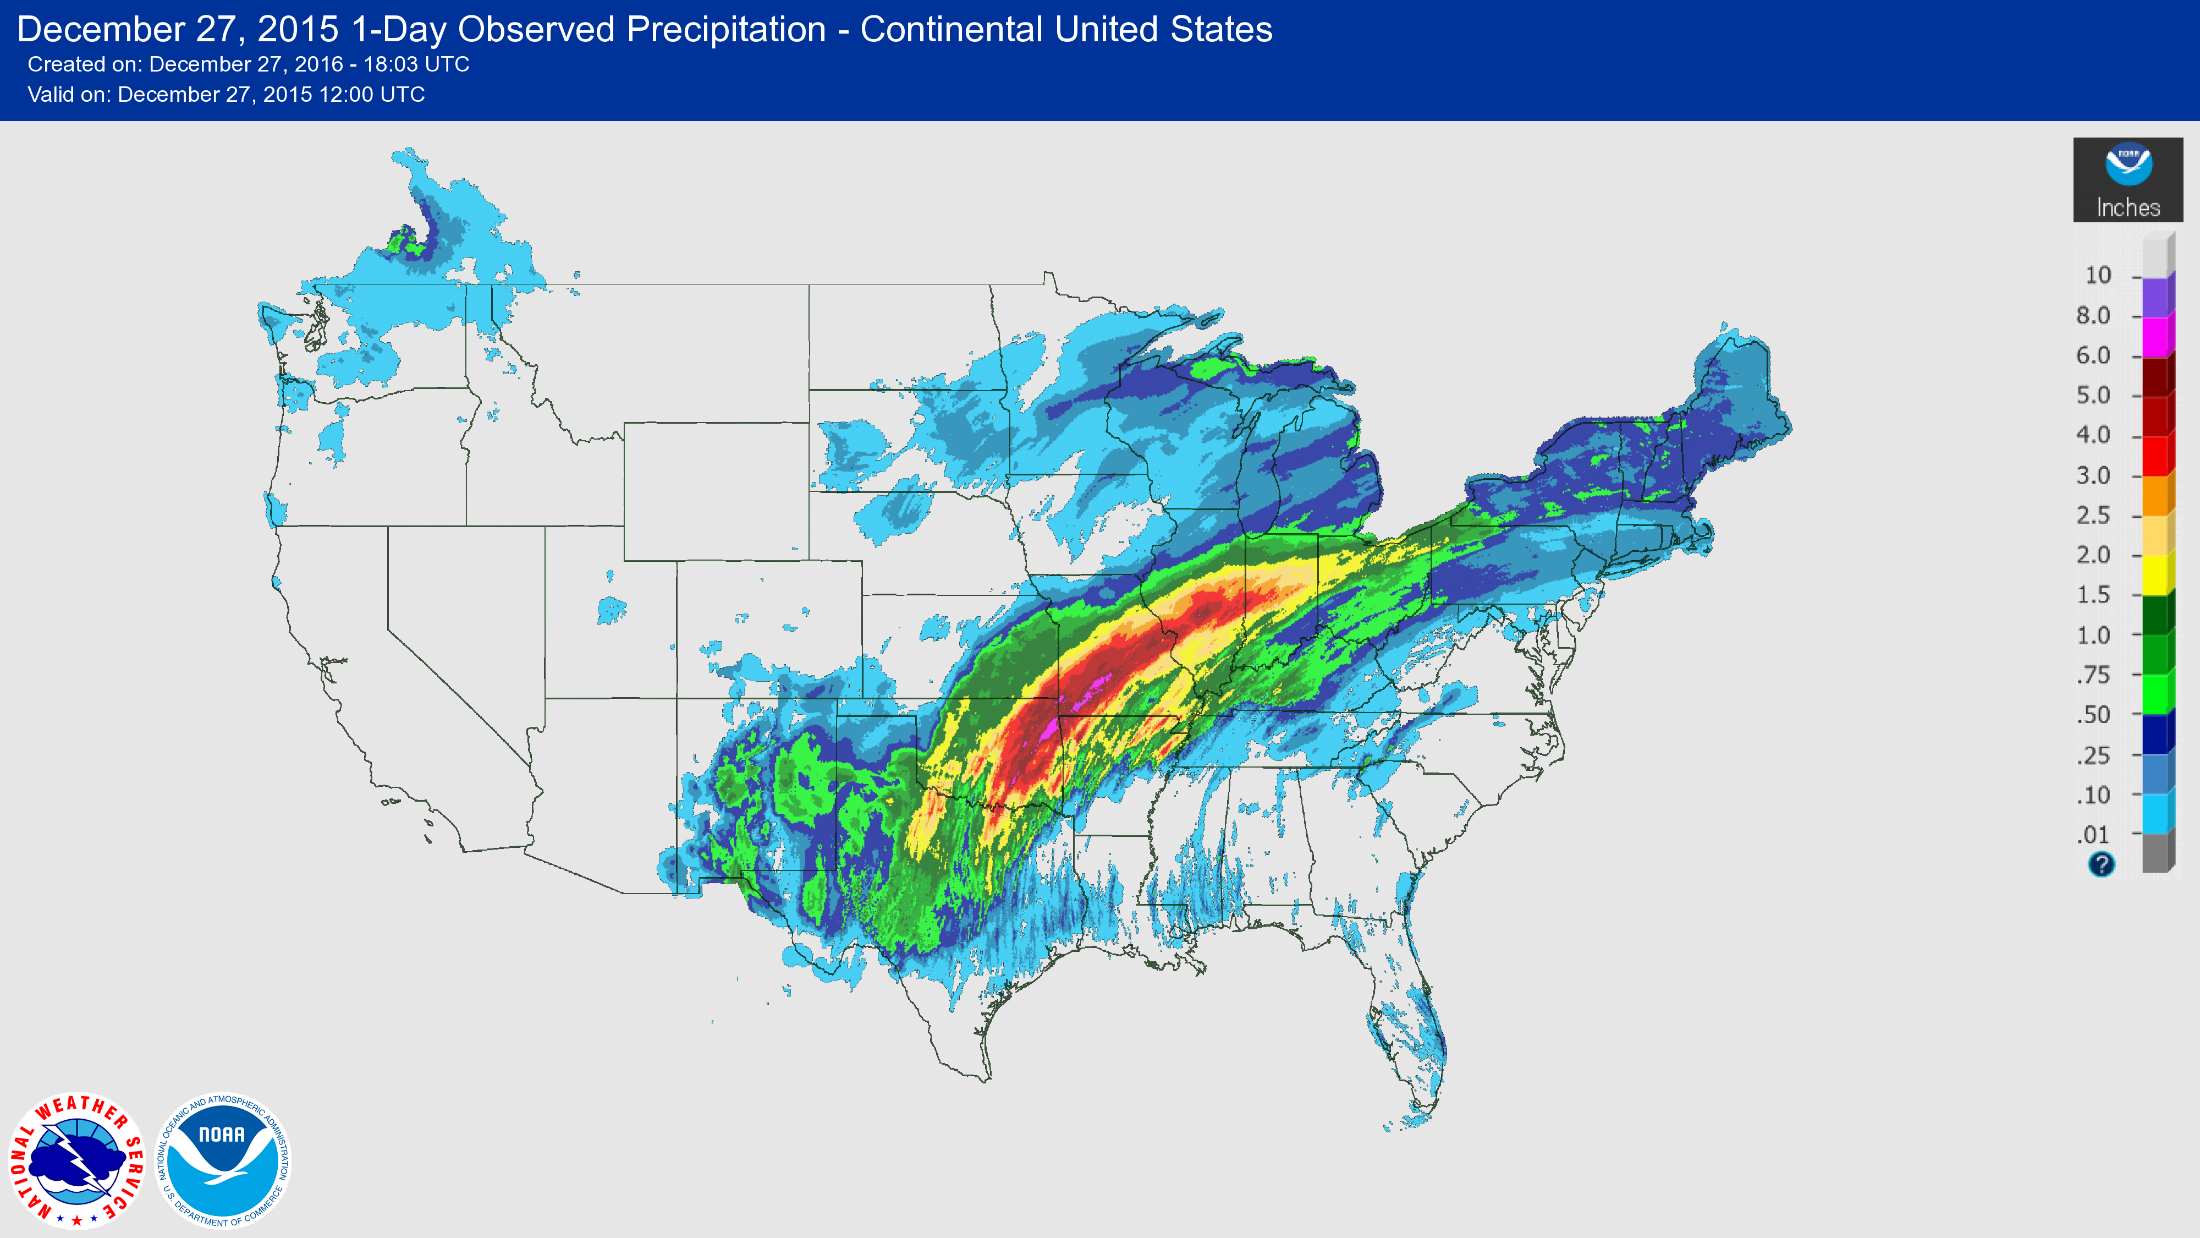 December 27, 2015 1-Day Observed Precipitation - Continental United States
Created on: December 27, 2016 - 18:03 UTC
Valid on: December 27, 2015 12:00 UTC
NOAA
Inches
10
8.0
6.0
5.0
4.0
3.0
2.5
2.0
1.5
1.0
.75
.50
.25
.10
.01
?
NATIONAL WEATHER SERVICE
NATIONAL OCEANIC AND ATMOSPHERIC ADMINISTRATION
NOAA
U.S. DEPARTMENT OF COMMERCE